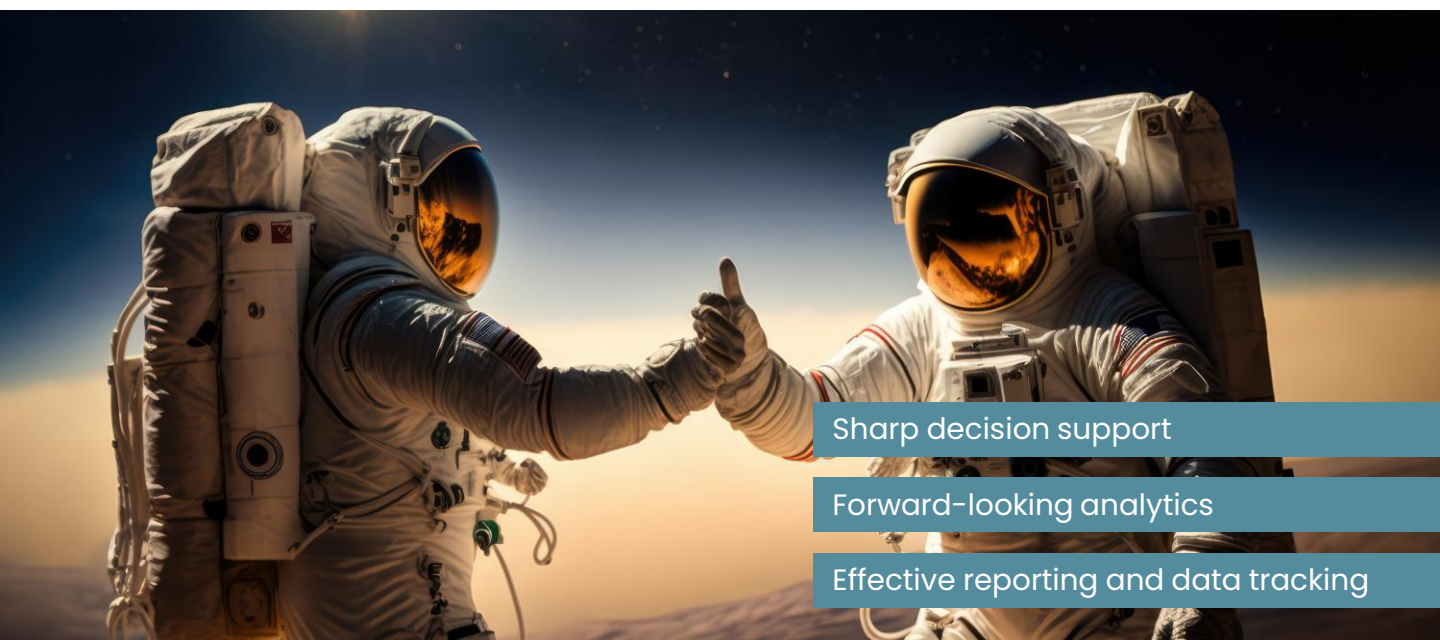 Sharp decision support
Forward-looking analytics
Effective reporting and data tracking